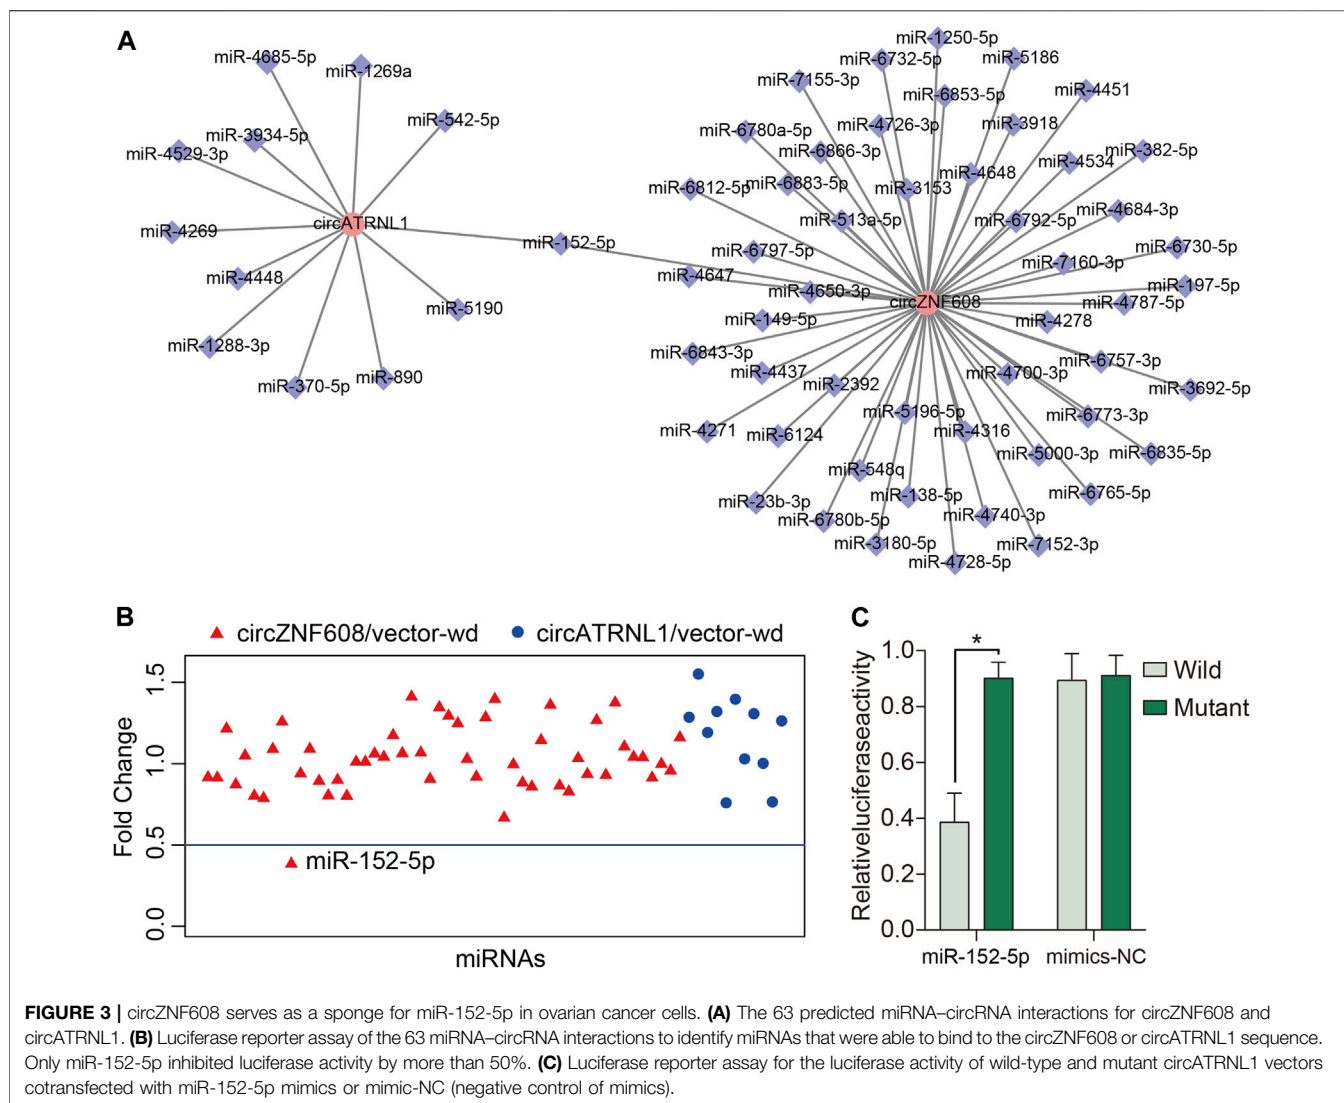 A
miR-4685-5p
miR-1269a
miR-542-5p
miR-3934-5p
miR-4529-3p
circATRNL1
miR-4269
miR-152-5p
miR-4448
miR-5190
miR-1288-3p
miR-370-5p
miR-890
miR-1250-5p
miR-6732-5p
miR-5186
miR-7155-3p
miR-6853-5p
miR-4451
miR-6780a-5p
miR-4726-3p
miR-3918
miR-6866-3p
miR-4534
miR-382-5p
miR-6812-5p
miR-6883-5p
miR-3153
miR-4648
miR-513a-5p
miR-6792-5p
miR-4684-3p
miR-6797-5p
miR-7160-3p
miR-6730-5p
miR-4647
miR-4650-3p
circZNF608
miR-197-5p
miR-4787-5p
miR-149-5p
miR-4278
miR-6843-3p
miR-4437
miR-2392
miR-4700-3p
miR-6757-3p
miR-3692-5p
miR-5196-5p
miR-6773-3p
miR-4271
miR-6124
miR-4316
miR-5000-3p
miR-6835-5p
miR-548q
miR-23b-3p
miR-138-5p
miR-6765-5p
miR-6780b-5p
miR-4740-3p
miR-3180-5p
miR-7152-3p
miR-4728-5p
B
circZNF608/vector-wd
circATRNL1/vector-wd
Fold Change
1.5
1.0
0.5
0.0
miR-152-5p
miRNAs
C
Relativeluciferaseactivity
1.0
0.8
0.6
0.4
0.2
0.0
*
Wild
Mutant
miR-152-5p
mimics-NC
FIGURE 3 | circZNF608 serves as a sponge for miR-152-5p in ovarian cancer cells. (A) The 63 predicted miRNA–circRNA interactions for circZNF608 and
circATRNL1. (B) Luciferase reporter assay of the 63 miRNA–circRNA interactions to identify miRNAs that were able to bind to the circZNF608 or circATRNL1 sequence.
Only miR-152-5p inhibited luciferase activity by more than 50%. (C) Luciferase reporter assay for the luciferase activity of wild-type and mutant circATRNL1 vectors
cotransfected with miR-152-5p mimics or mimic-NC (negative control of mimics).